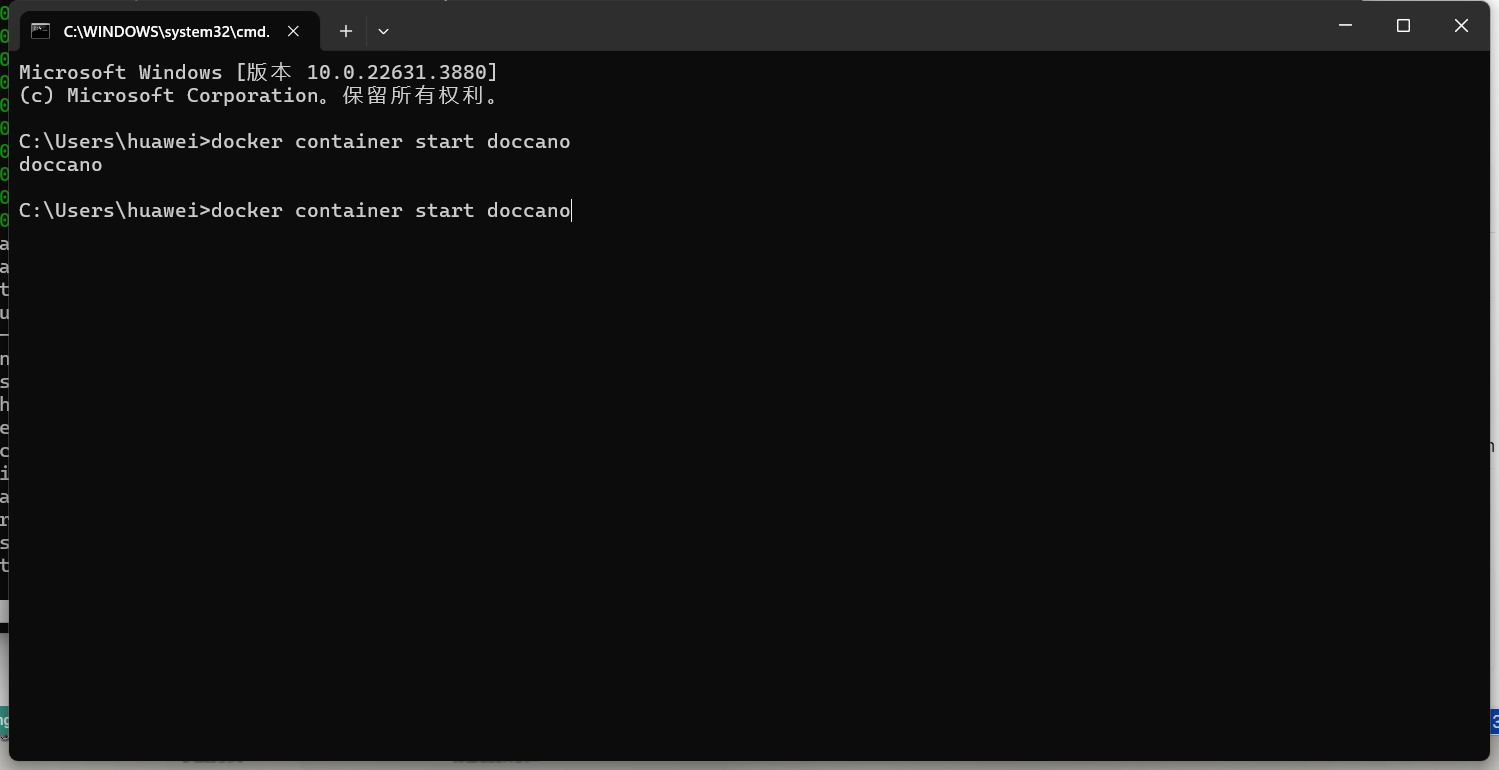 C:\WINDOWS\system32\cmd.
Microsoft Windows [版本 10.0.22631.3880]
(c) Microsoft Corporation。保留所有权利。
C:\Users\huawei>docker container start doccano
doccano
C:\Users\huawei>docker container start doccano